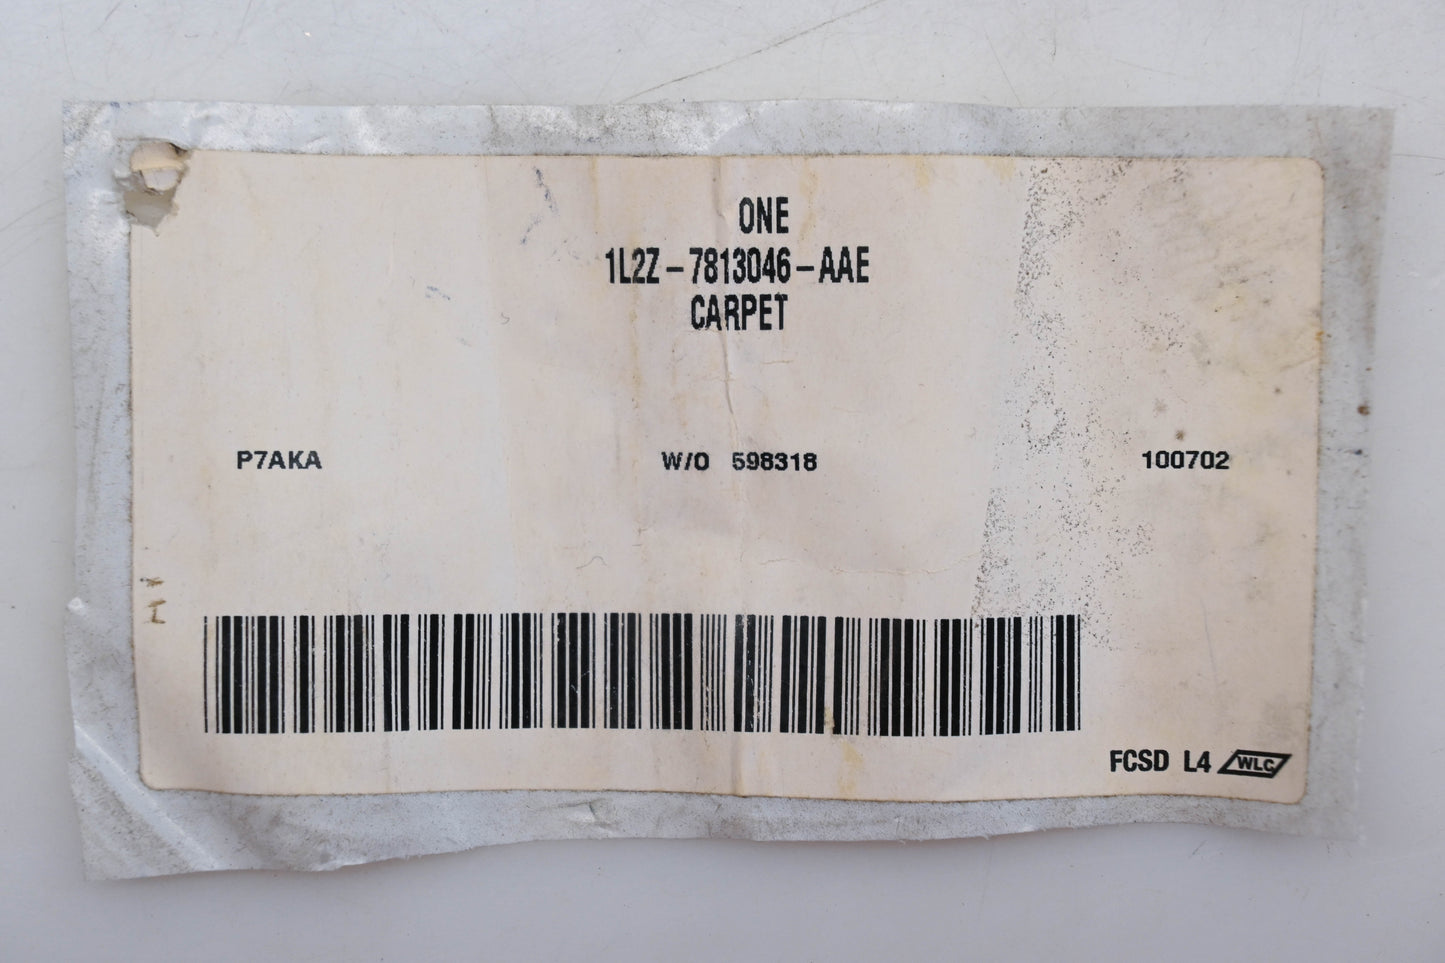 ONE
1L2Z-7813046-AAE
CARPET
P7AKA W/O 598318 100702
FCSD L4 WLC